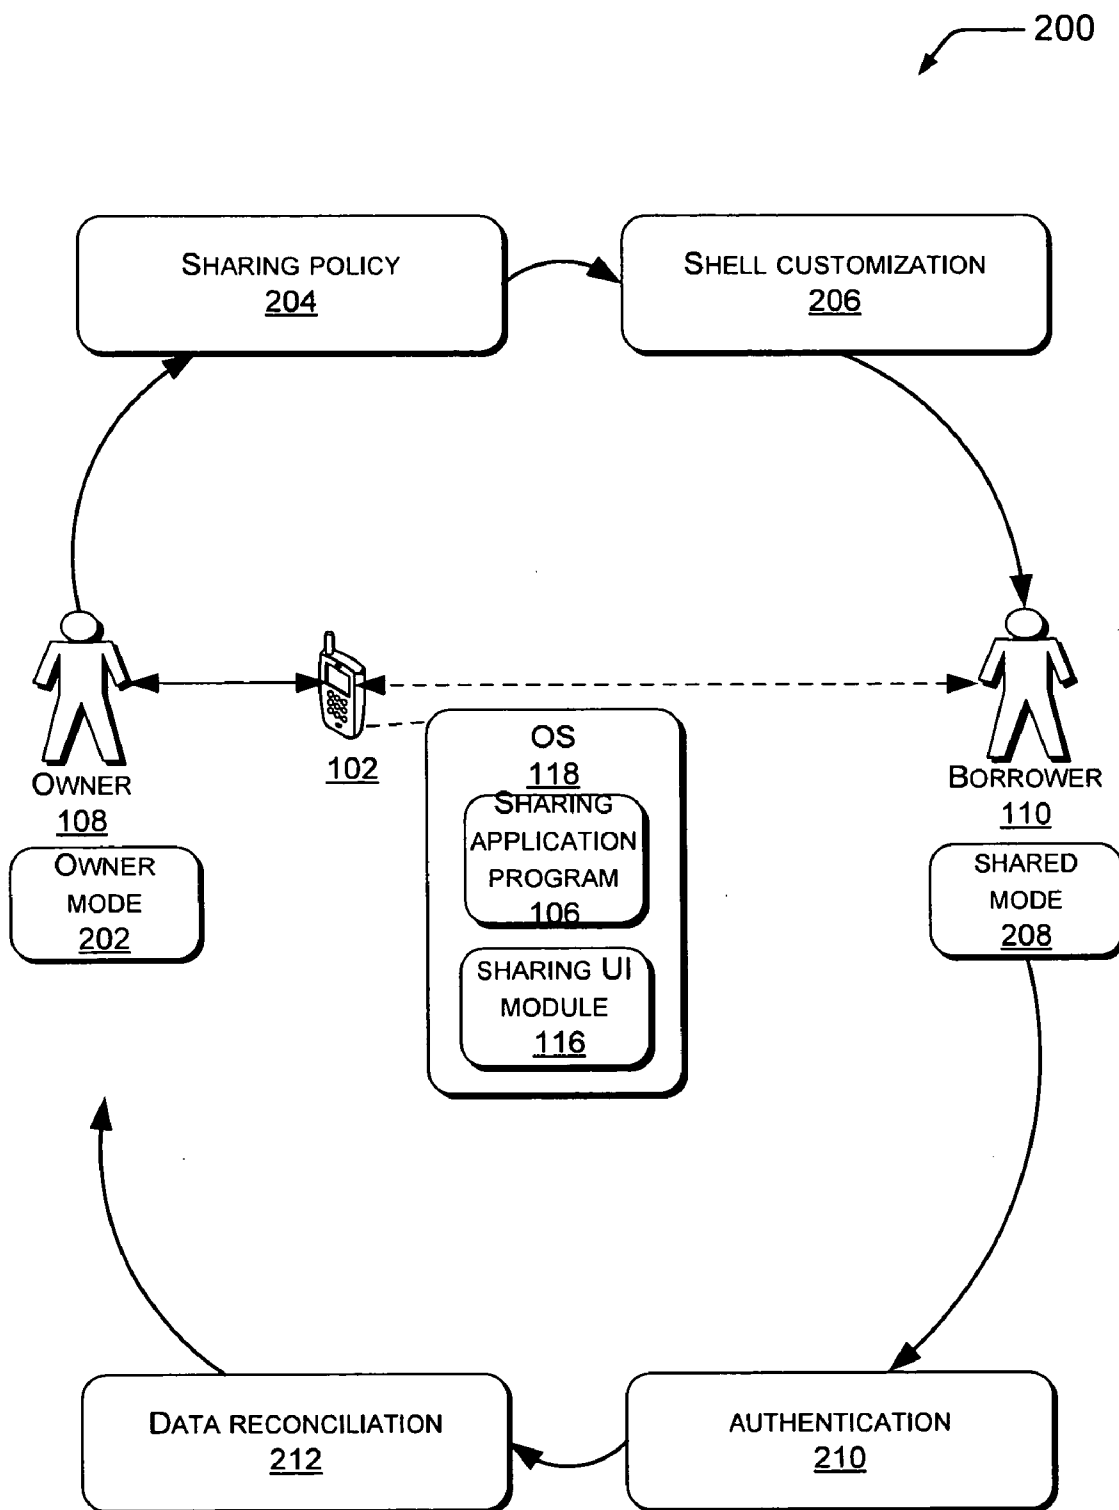 200
SHARING POLICY
204
SHELL CUSTOMIZATION
206
OWNER
108
OWNER
MODE
202
102
OS
118
SHARING
APPLICATION
PROGRAM
106
SHARING UI
MODULE
116
BORROWER
110
SHARED
MODE
208
DATA RECONCILIATION
212
AUTHENTICATION
210